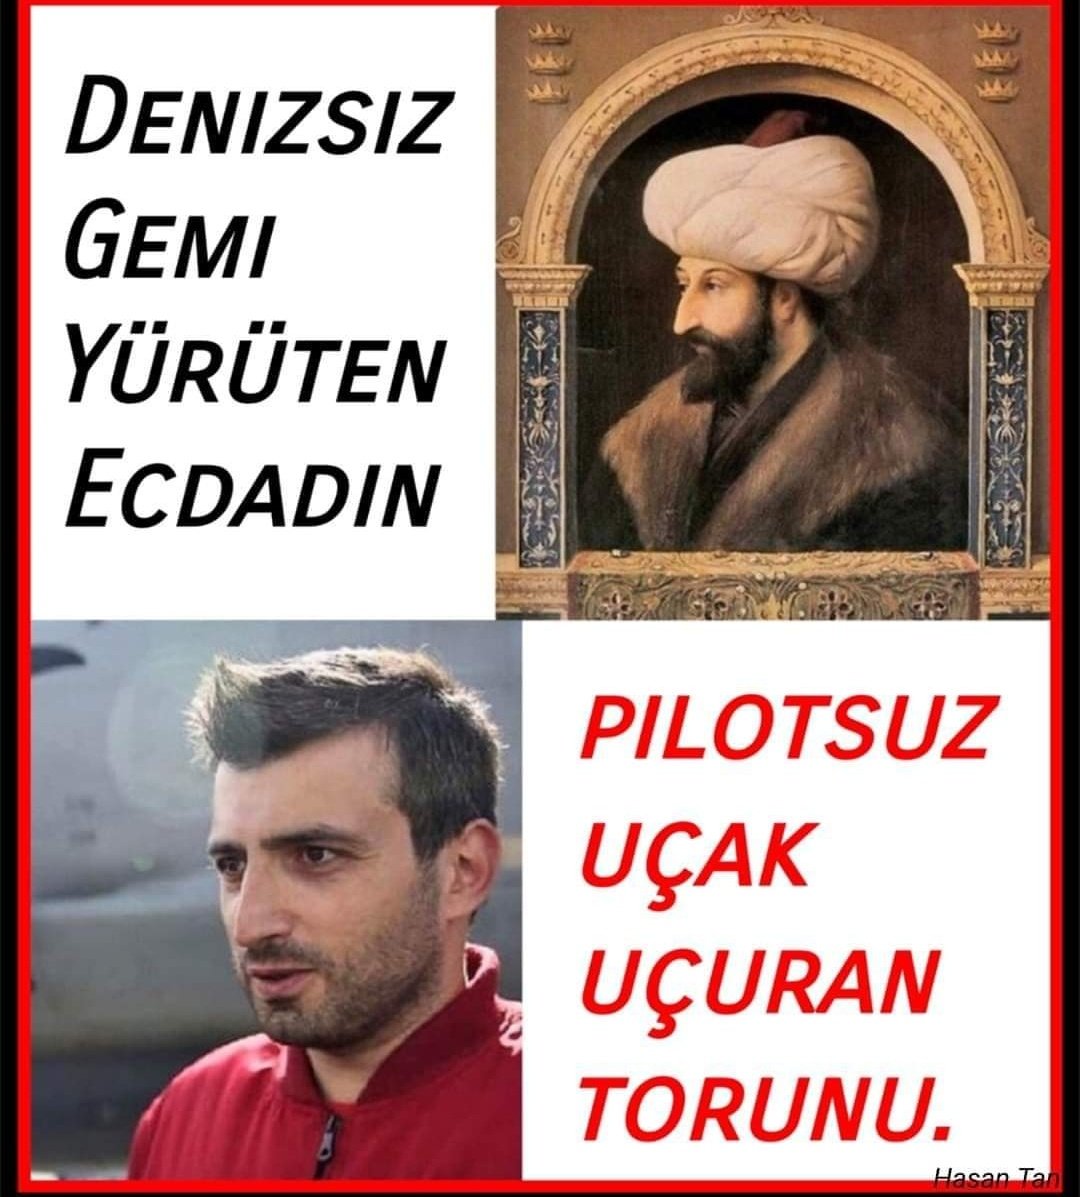 DENIZSIZ
GEMI
YÜRÜTEN
ECDADIN
PILOTSUZ
UÇAK
UÇURAN
TORUNU.
Hasan Tan